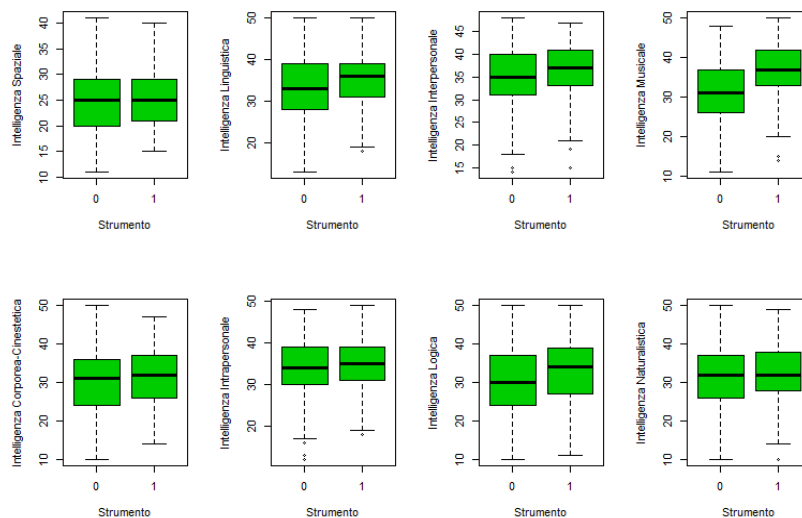 Intelligenza Spaziale
10 15 20 25 30 35 40
0 1
Strumento
Intelligenza Linguistica
20 30 40 50
0 1
Strumento
Intelligenza Interpersonale
15 20 25 30 35 40 45
0 1
Strumento
Intelligenza Musicale
10 20 30 40 50
0 1
Strumento
Intelligenza Corporea-Cinestetica
10 20 30 40 50
0 1
Strumento
Intelligenza Intrapersonale
20 30 40 50
0 1
Strumento
Intelligenza Logica
10 20 30 40 50
0 1
Strumento
Intelligenza Naturalistica
10 20 30 40 50
0 1
Strumento